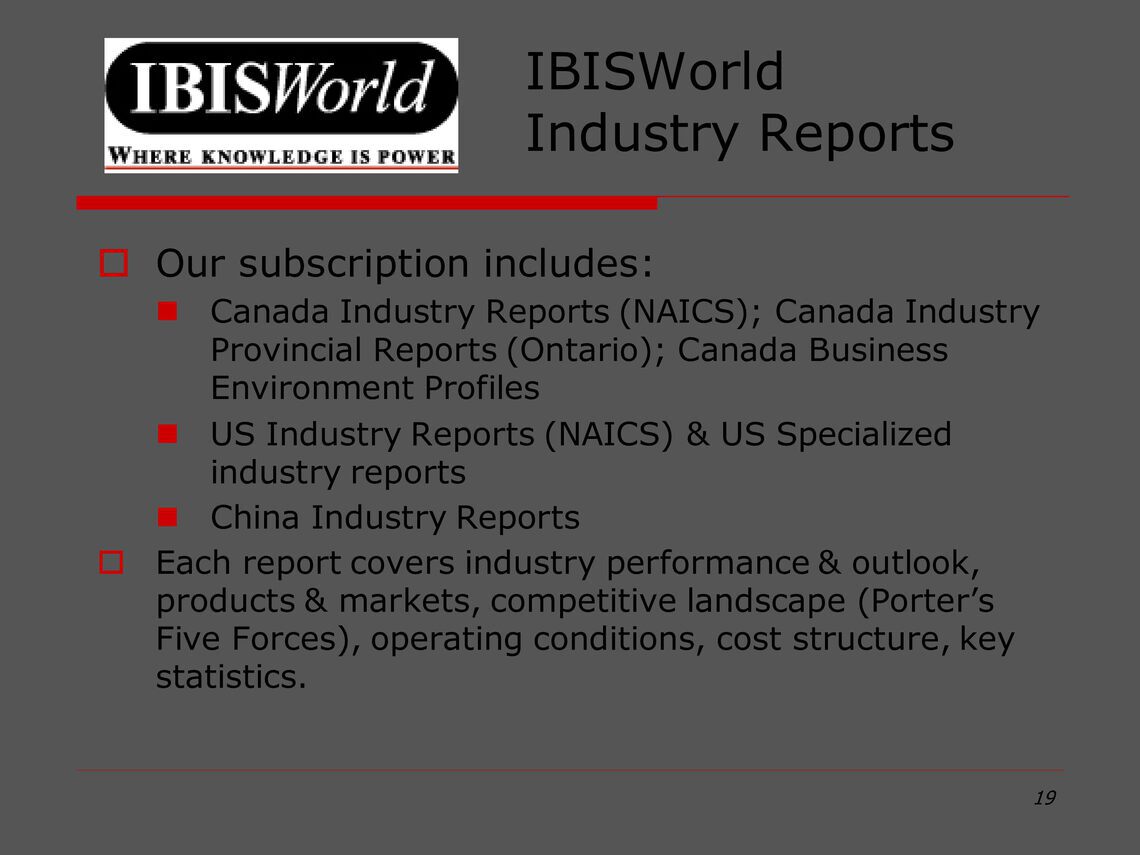 IBISWorld
WHERE KNOWLEDGE IS POWER
IBISWorld
Industry Reports
Our subscription includes:
Canada Industry Reports (NAICS); Canada Industry
Provincial Reports (Ontario); Canada Business
Environment Profiles
US Industry Reports (NAICS) & US Specialized
industry reports
China Industry Reports
Each report covers industry performance & outlook,
products & markets, competitive landscape (Porter’s
Five Forces), operating conditions, cost structure, key
statistics.
19